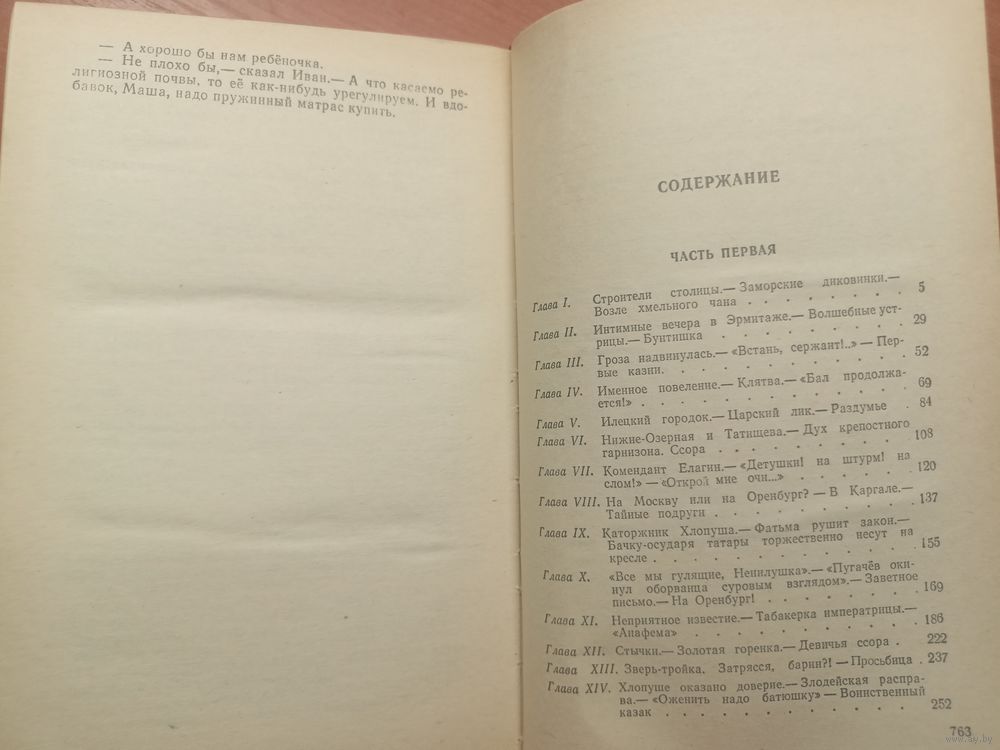 — А хорошо бы нам ребёночка.
— Не плохо бы,— сказал Иван.— А что касаемо ре-
лигиозной почвы, то её как-нибудь урегулируем. И вдо-
бавок, Маша, надо пружинный матрас купить.
СОДЕРЖАНИЕ
ЧАСТЬ ПЕРВАЯ
Глава I. Строители столицы.— Заморские диковинки.—
Возле хмельного чана . . . . . . . . 5
Глава II. Интимные вечера в Эрмитаже.— Волшебные уст-
рицы.— Бунтишка . . . . . . . . . 29
Глава III. Гроза надвинулась.— «Встань, сержант!..» — Пер-
вые казни. . . . . . . . . . . . 52
Глава IV. Именное повеление.— Клятва.— «Бал продолжа-
ется!» . . . . . . . . . . . . . 69
Глава V. Илецкий городок.— Царский лик.— Раздумье . 84
Глава VI. Нижне-Озерная и Татищева.— Дух крепостного
гарнизона. Ссора . . . . . . . . . 108
Глава VII. Комендант Елагин.— «Детушки! на штурм! на
слом!» — «Открой мне очи...» . . . . . . 120
Глава VIII. На Москву или на Оренбург? — В Каргале.—
Тайные подруги . . . . . . . . . . 137
Глава IX. Каторжник Хлопуша.— Фатьма рушит закон.—
Бачку-осударя татары торжественно несут на
кресле . . . . . . . . . . . . . 155
Глава X. «Все мы гулящие, Ненилушка».— «Пугачёв оки-
нул оборванца суровым взглядом».— Заветное
письмо.— На Оренбург! . . . . . . . 169
Глава XI. Неприятное известие.— Табакерка императрицы.—
«Анафема» . . . . . . . . . . . 186
Глава XII. Стычки.— Золотая горенка.— Девичья ссора . 222
Глава XIII. Зверь-тройка. Затрясся, барин?! — Просьбица . 237
Глава XIV. Хлопуше оказано доверие.— Злодейская распра-
ва.— «Оженить надо батюшку» — Воинственный
казак . . . . . . . . . . . . . 252
763
www.ay.by